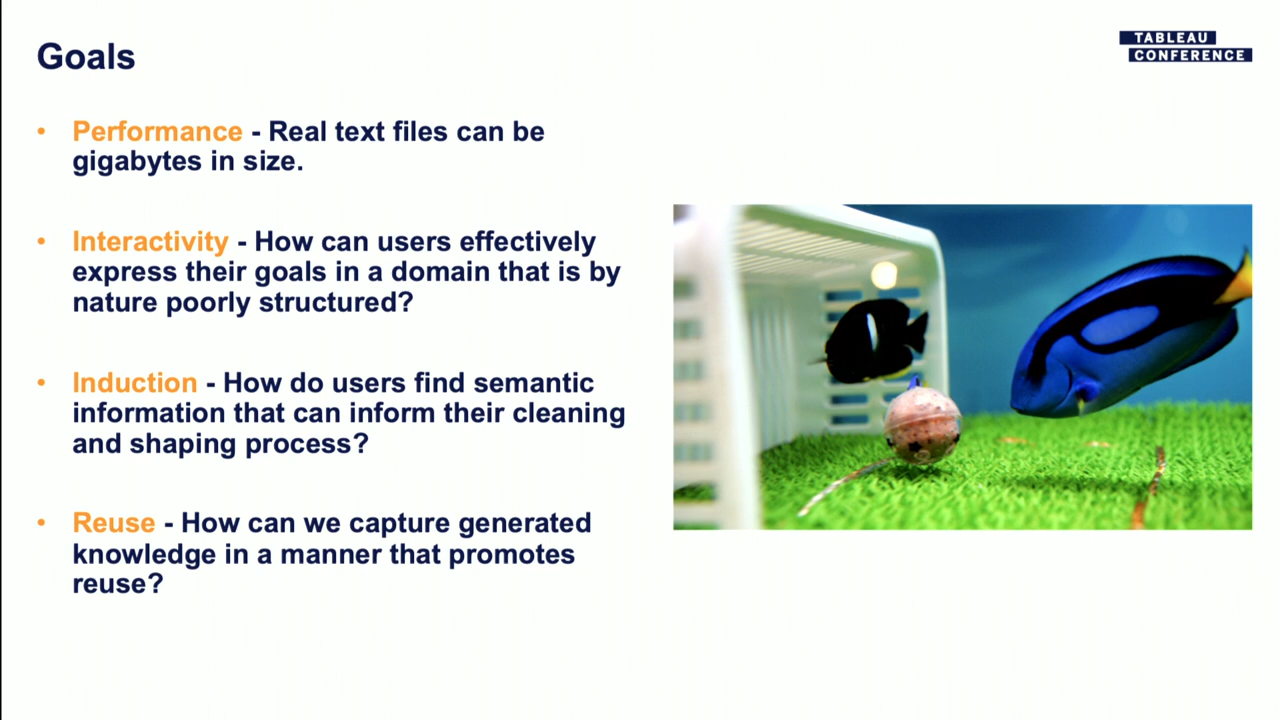 Goals
TABLEAU
CONFERENCE
• Performance - Real text files can be
gigabytes in size.
• Interactivity - How can users effectively
express their goals in a domain that is by
nature poorly structured?
• Induction - How do users find semantic
information that can inform their cleaning
and shaping process?
• Reuse - How can we capture generated
knowledge in a manner that promotes
reuse?